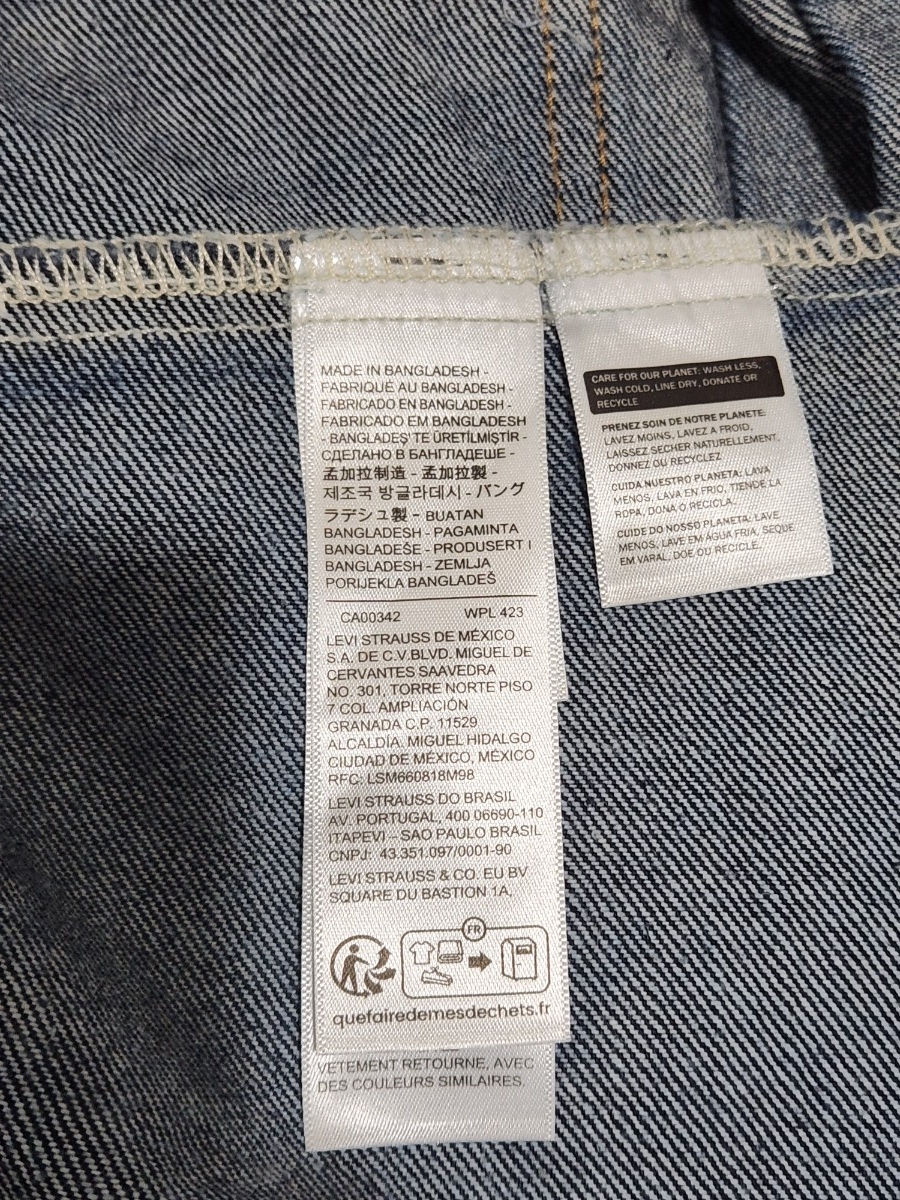 MADE IN BANGLADESH -
FABRIQUÉ AU BANGLADESH -
FABRICADO EN BANGLADESH -
FABRICADO EM BANGLADESH
- BANGLADEŞ'TE ÜRETİLMİŞTİR -
СДЕЛАНО В БАНГЛАДЕШЕ -
孟加拉制造 - 孟加拉製 -
제조국 방글라데시 - バング
ラデシュ製 - BUATAN
BANGLADESH - PAGAMINTA
BANGLADEŠE - PRODUSERT I
BANGLADESH - ZEMLJA
PORIJEKLA BANGLADEŠ
CA00342 WPL 423
LEVI STRAUSS DE MÉXICO
S.A. DE C.V.BLVD. MIGUEL DE
CERVANTES SAAVEDRA
NO. 301, TORRE NORTE PISO
7 COL. AMPLIACIÓN
GRANADA C.P. 11529
ALCALDÍA. MIGUEL HIDALGO
CIUDAD DE MÉXICO, MÉXICO
RFC: LSM660818M98
LEVI STRAUSS DO BRASIL
AV. PORTUGAL, 400 06690-110
ITAPEVI – SAO PAULO BRASIL
CNPJ: 43.351.097/0001-90
LEVI STRAUSS & CO. EU BV
SQUARE DU BASTION 1A,
FR
quefairedemesdechets.fr
VETEMENT RETOURNE, AVEC
DES COULEURS SIMILAIRES.
CARE FOR OUR PLANET: WASH LESS,
WASH COLD, LINE DRY, DONATE OR
RECYCLE
PRENEZ SOIN DE NOTRE PLANETE:
LAVEZ MOINS, LAVEZ A FROID,
LAISSEZ SECHER NATURELLEMENT,
DONNEZ OU RECYCLEZ
CUIDA NUESTRO PLANETA: LAVA
MENOS, LAVA EN FRIO, TIENDE LA
ROPA, DONA O RECICLA.
CUIDE DO NOSSO PLANETA: LAVE
MENOS, LAVE EM ÁGUA FRIA, SEQUE
EM VARAL, DOE OU RECICLE.